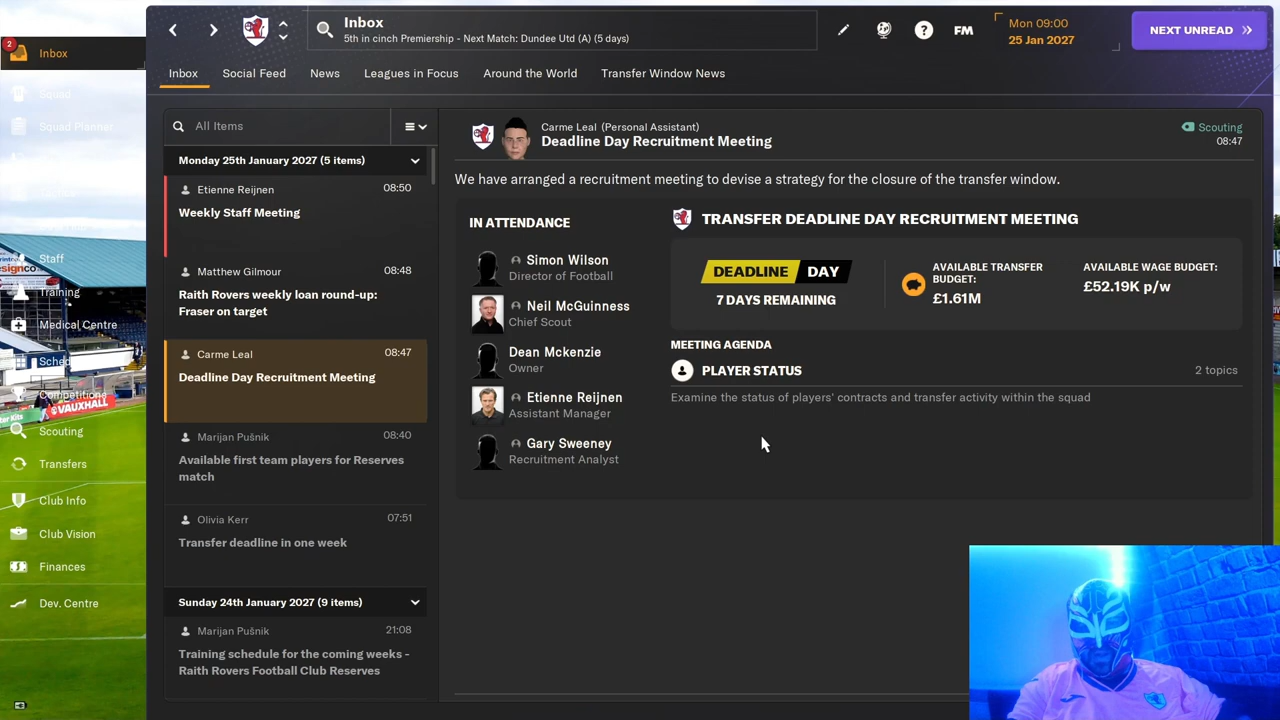 2
Inbox
Squad
Squad Planner
Staff
Training
Medical Centre
Sched
Competitions
Scouting
Transfers
Club Info
Club Vision
Finances
Dev. Centre
VAUXHALL
Inbox
5th in cinch Premiership - Next Match: Dundee Utd (A) (5 days)
?
FM
Mon 09:00
25 Jan 2027
NEXT UNREAD
Inbox
Social Feed
News
Leagues in Focus
Around the World
Transfer Window News
All Items
Monday 25th January 2027 (5 items)
Etienne Reijnen
08:50
Weekly Staff Meeting
Matthew Gilmour
08:48
Raith Rovers weekly loan round-up:
Fraser on target
Carme Leal
08:47
Deadline Day Recruitment Meeting
Marijan Pušnik
08:40
Available first team players for Reserves
match
Olivia Kerr
07:51
Transfer deadline in one week
Sunday 24th January 2027 (9 items)
Marijan Pušnik
21:08
Training schedule for the coming weeks -
Raith Rovers Football Club Reserves
Carme Leal (Personal Assistant)
Deadline Day Recruitment Meeting
Scouting
08:47
We have arranged a recruitment meeting to devise a strategy for the closure of the transfer window.
IN ATTENDANCE
Simon Wilson
Director of Football
Neil McGuinness
Chief Scout
Dean Mckenzie
Owner
Etienne Reijnen
Assistant Manager
Gary Sweeney
Recruitment Analyst
TRANSFER DEADLINE DAY RECRUITMENT MEETING
DEADLINE DAY
7 DAYS REMAINING
AVAILABLE TRANSFER
BUDGET:
£1.61M
AVAILABLE WAGE BUDGET:
£52.19K p/w
MEETING AGENDA
PLAYER STATUS
2 topics
Examine the status of players' contracts and transfer activity within the squad